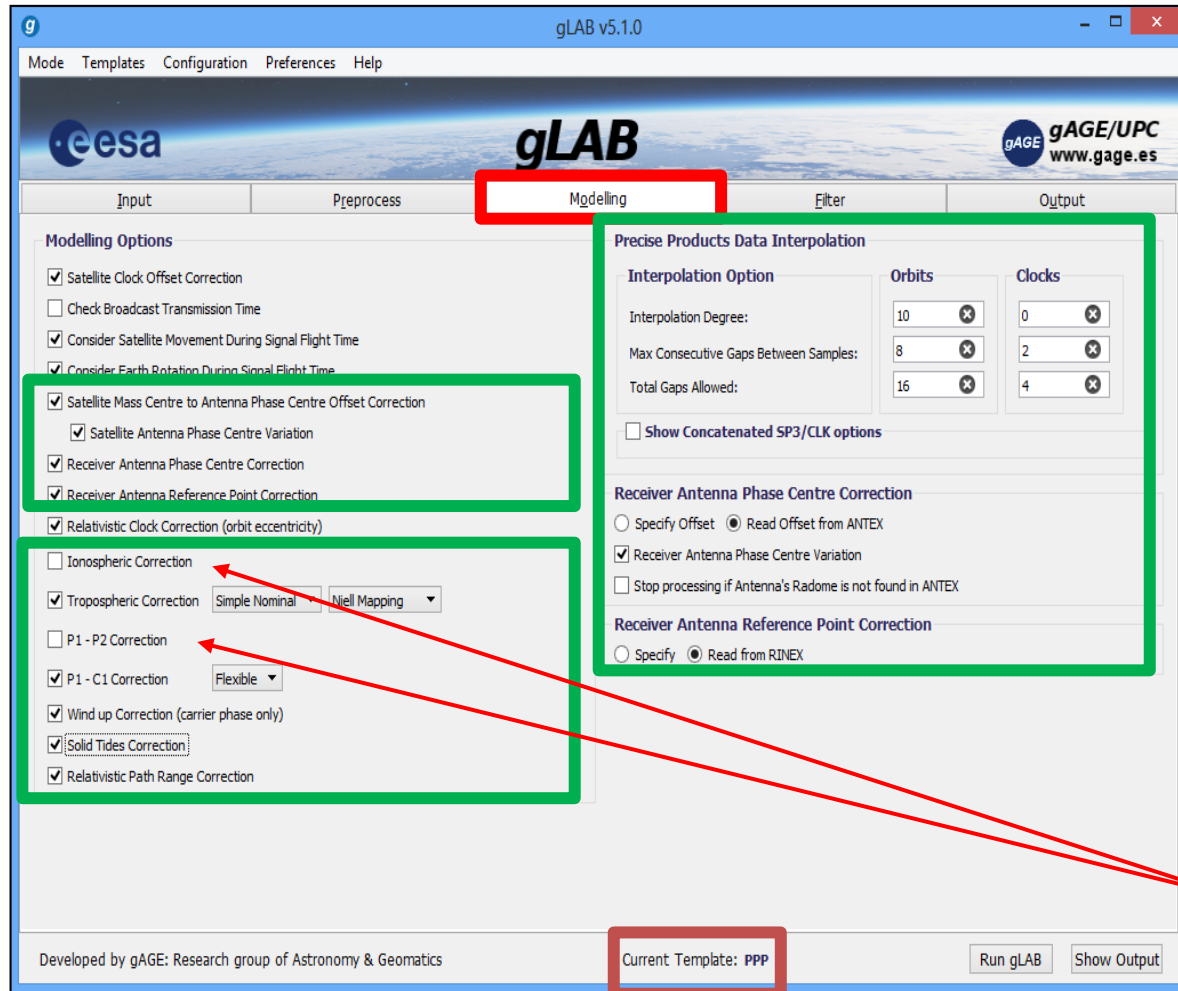 g
gLAB v5.1.0
Mode Templates Configuration Preferences Help
eesa
gLAB
gAGE
gAGE/UPC
www.gage.es
Input
Preprocess
Modelling
Filter
Output
Modelling Options
Satellite Clock Offset Correction
Check Broadcast Transmission Time
Consider Satellite Movement During Signal Flight Time
Consider Earth Rotation During Signal Flight Time
Satellite Mass Centre to Antenna Phase Centre Offset Correction
Satellite Antenna Phase Centre Variation
Receiver Antenna Phase Centre Correction
Receiver Antenna Reference Point Correction
Relativistic Clock Correction (orbit eccentricity)
Ionospheric Correction
Tropospheric Correction Simple Nominal Niell Mapping
P1 - P2 Correction
P1 - C1 Correction Flexible
Wind up Correction (carrier phase only)
Solid Tides Correction
Relativistic Path Range Correction
Precise Products Data Interpolation
Interpolation Option Orbits Clocks
Interpolation Degree: 10 0
Max Consecutive Gaps Between Samples: 8 2
Total Gaps Allowed: 16 4
Show Concatenated SP3/CLK options
Receiver Antenna Phase Centre Correction
Specify Offset Read Offset from ANTEX
Receiver Antenna Phase Centre Variation
Stop processing if Antenna's Radome is not found in ANTEX
Receiver Antenna Reference Point Correction
Specify Read from RINEX
Developed by gAGE: Research group of Astronomy & Geomatics
Current Template: PPP
Run gLAB
Show Output